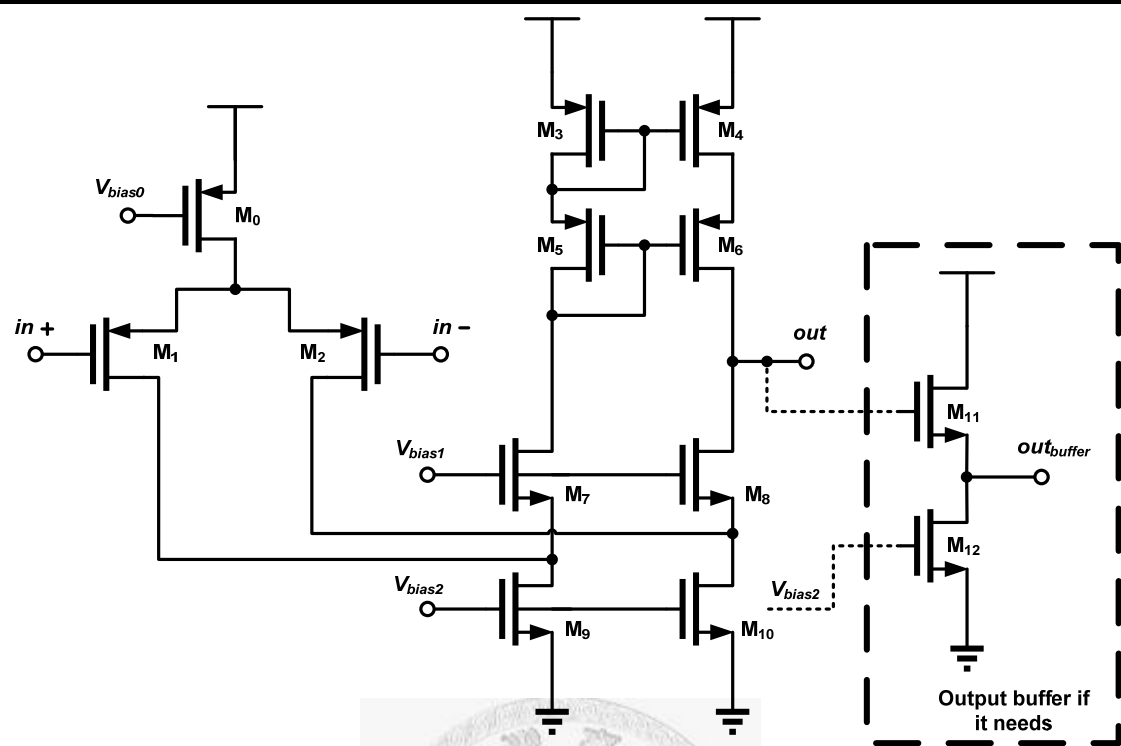 M3
M4
Vbias0
M0
M5
M6
in +
M1
M2
in −
out
M11
Vbias1
M7
M8
outbuffer
M12
Vbias2
M9
M10
Vbias2
Output buffer if
it needs